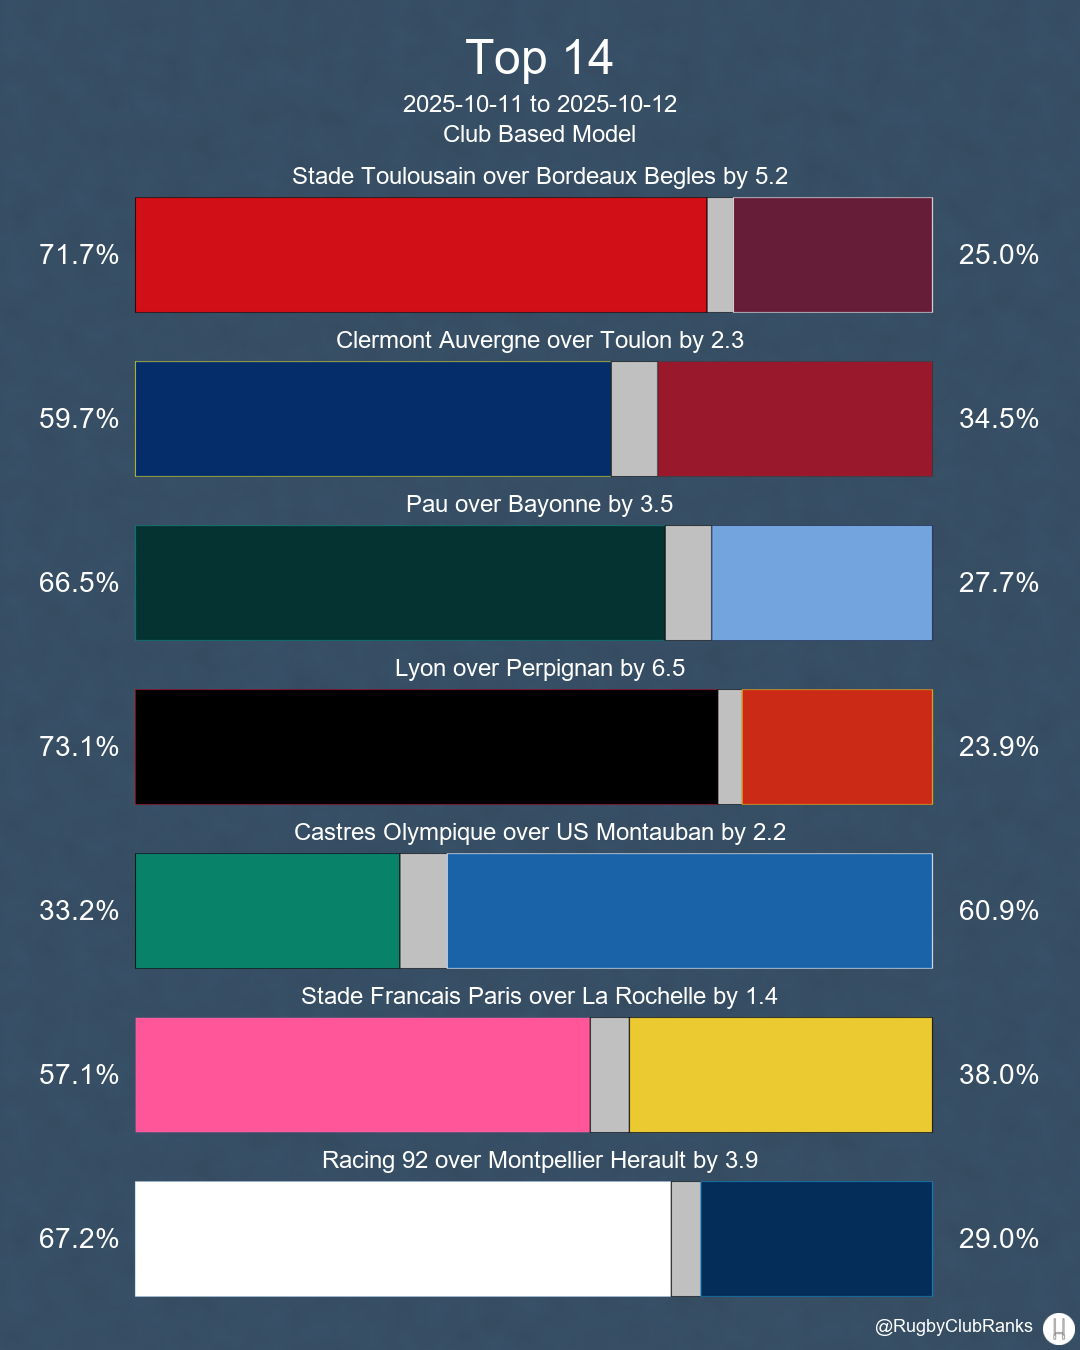 Top 14
2025-10-11 to 2025-10-12
Club Based Model
Stade Toulousain over Bordeaux Begles by 5.2
71.7% 25.0%
Clermont Auvergne over Toulon by 2.3
59.7% 34.5%
Pau over Bayonne by 3.5
66.5% 27.7%
Lyon over Perpignan by 6.5
73.1% 23.9%
Castres Olympique over US Montauban by 2.2
33.2% 60.9%
Stade Francais Paris over La Rochelle by 1.4
57.1% 38.0%
Racing 92 over Montpellier Herault by 3.9
67.2% 29.0%
@RugbyClubRanks